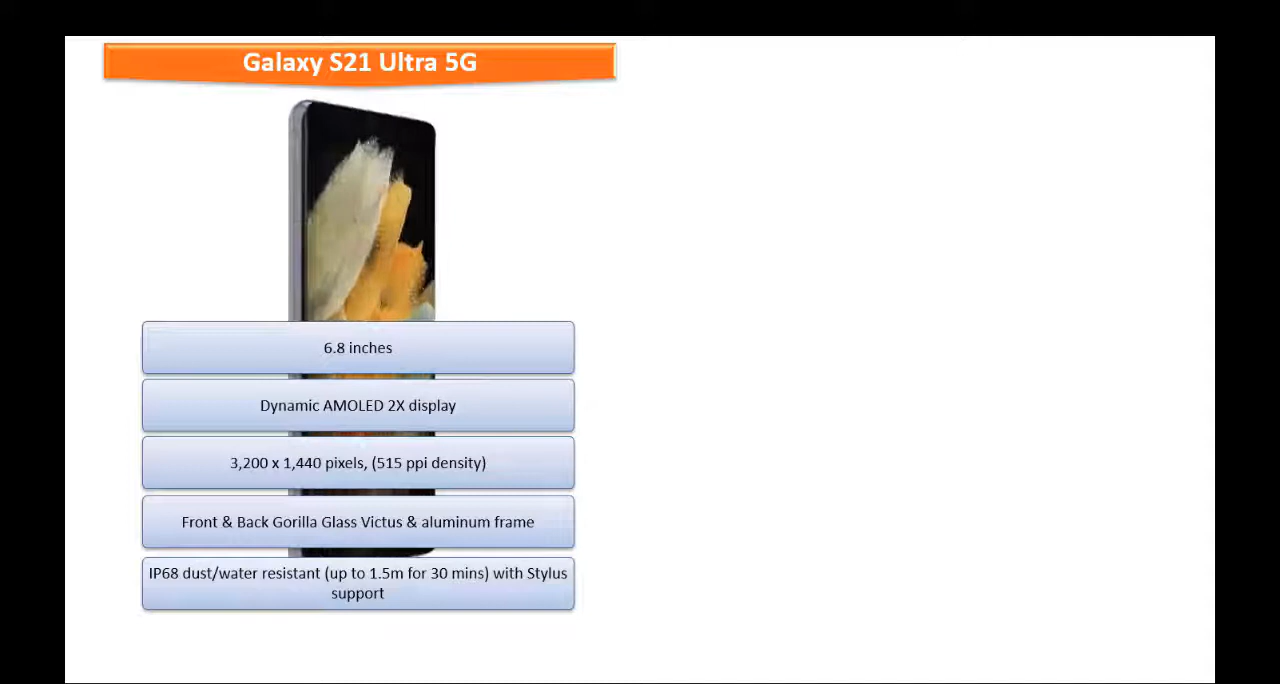 Galaxy S21 Ultra 5G
6.8 inches
Dynamic AMOLED 2X display
3,200 x 1,440 pixels, (515 ppi density)
Front & Back Gorilla Glass Victus & aluminum frame
IP68 dust/water resistant (up to 1.5m for 30 mins) with Stylus
support